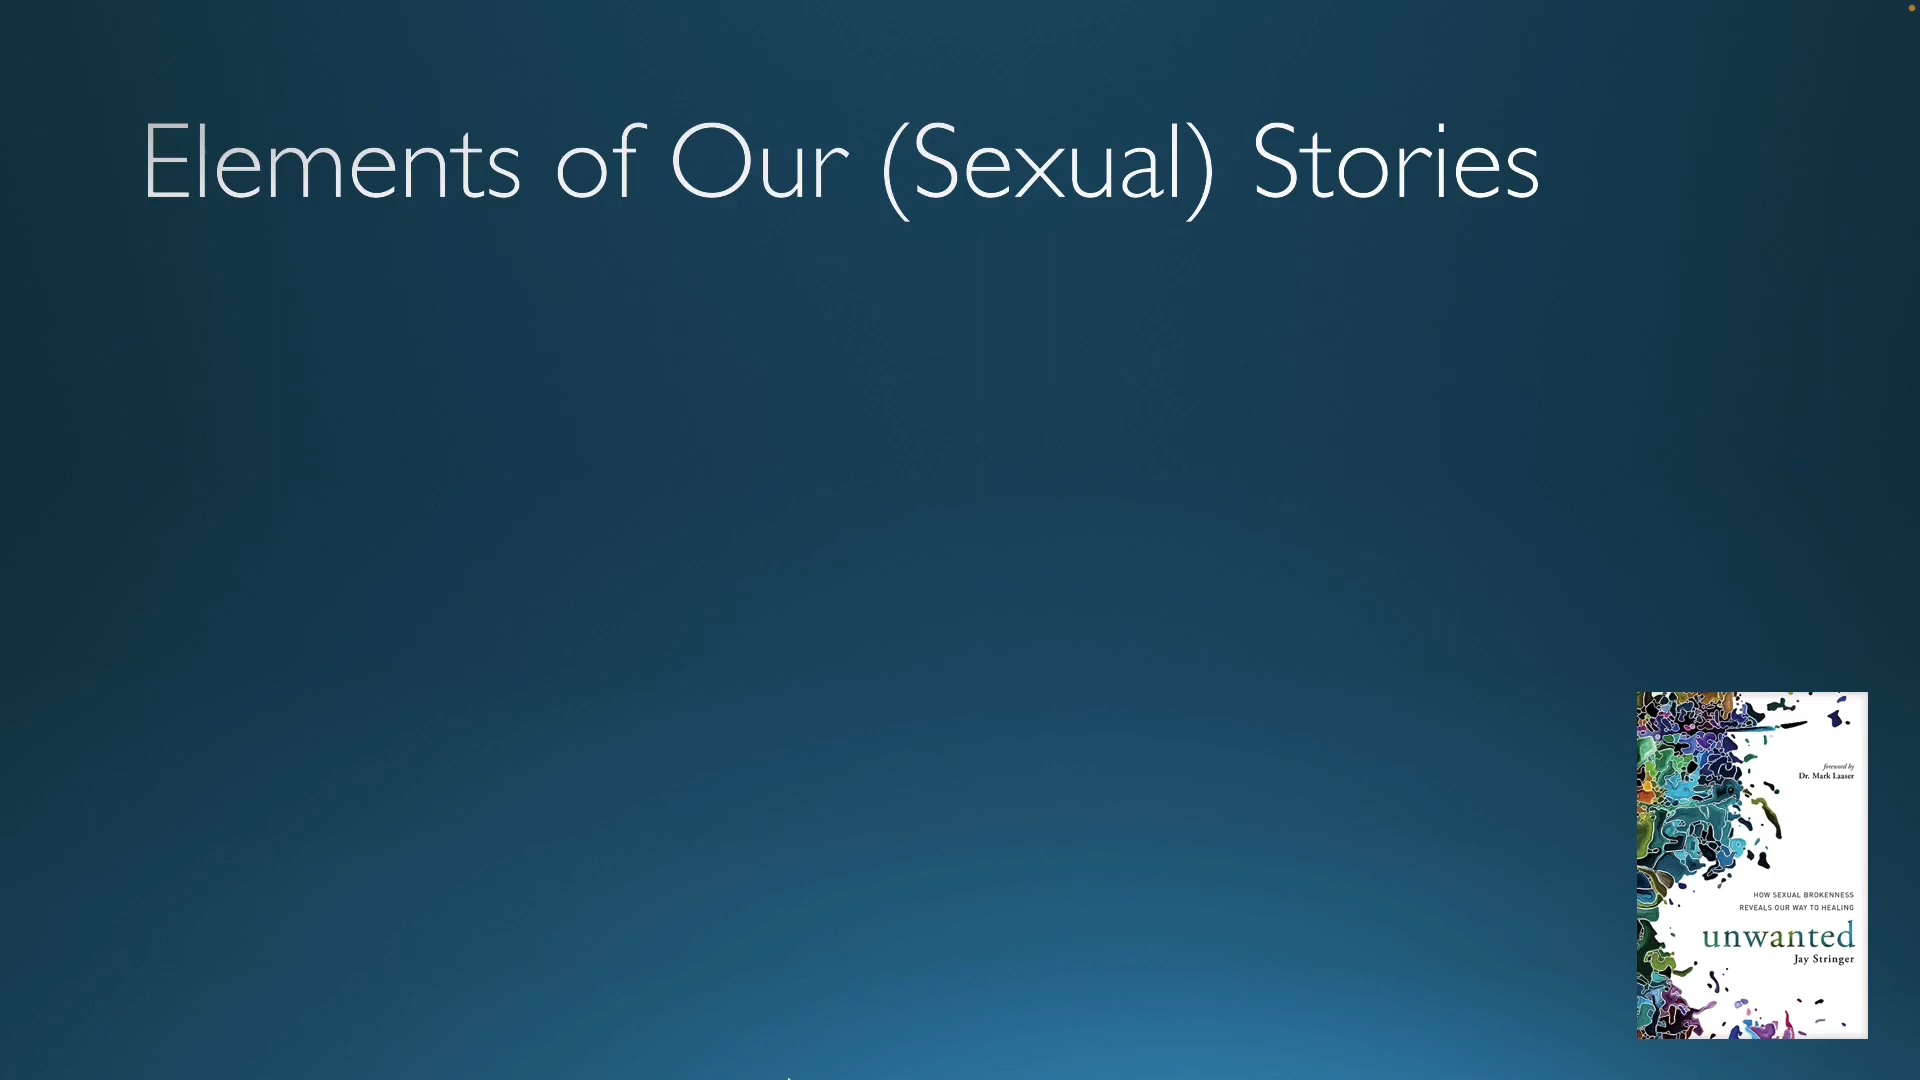 Elements of Our (Sexual) Stories
foreword by
Dr. Mark Laaser
HOW SEXUAL BROKENNESS
REVEALS OUR WAY TO HEALING
unwanted
Jay Stringer